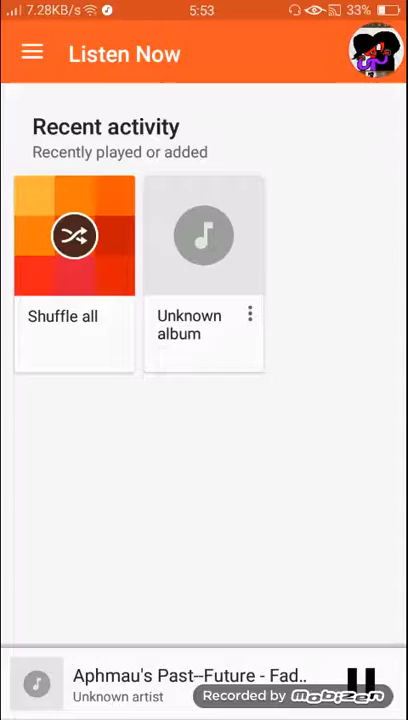 7.28KB/s 5:53 33%
Listen Now
Recent activity
Recently played or added
Shuffle all
Unknown
album
Aphmau's Past--Future - Fad..
Unknown artist
Recorded by Mobizen